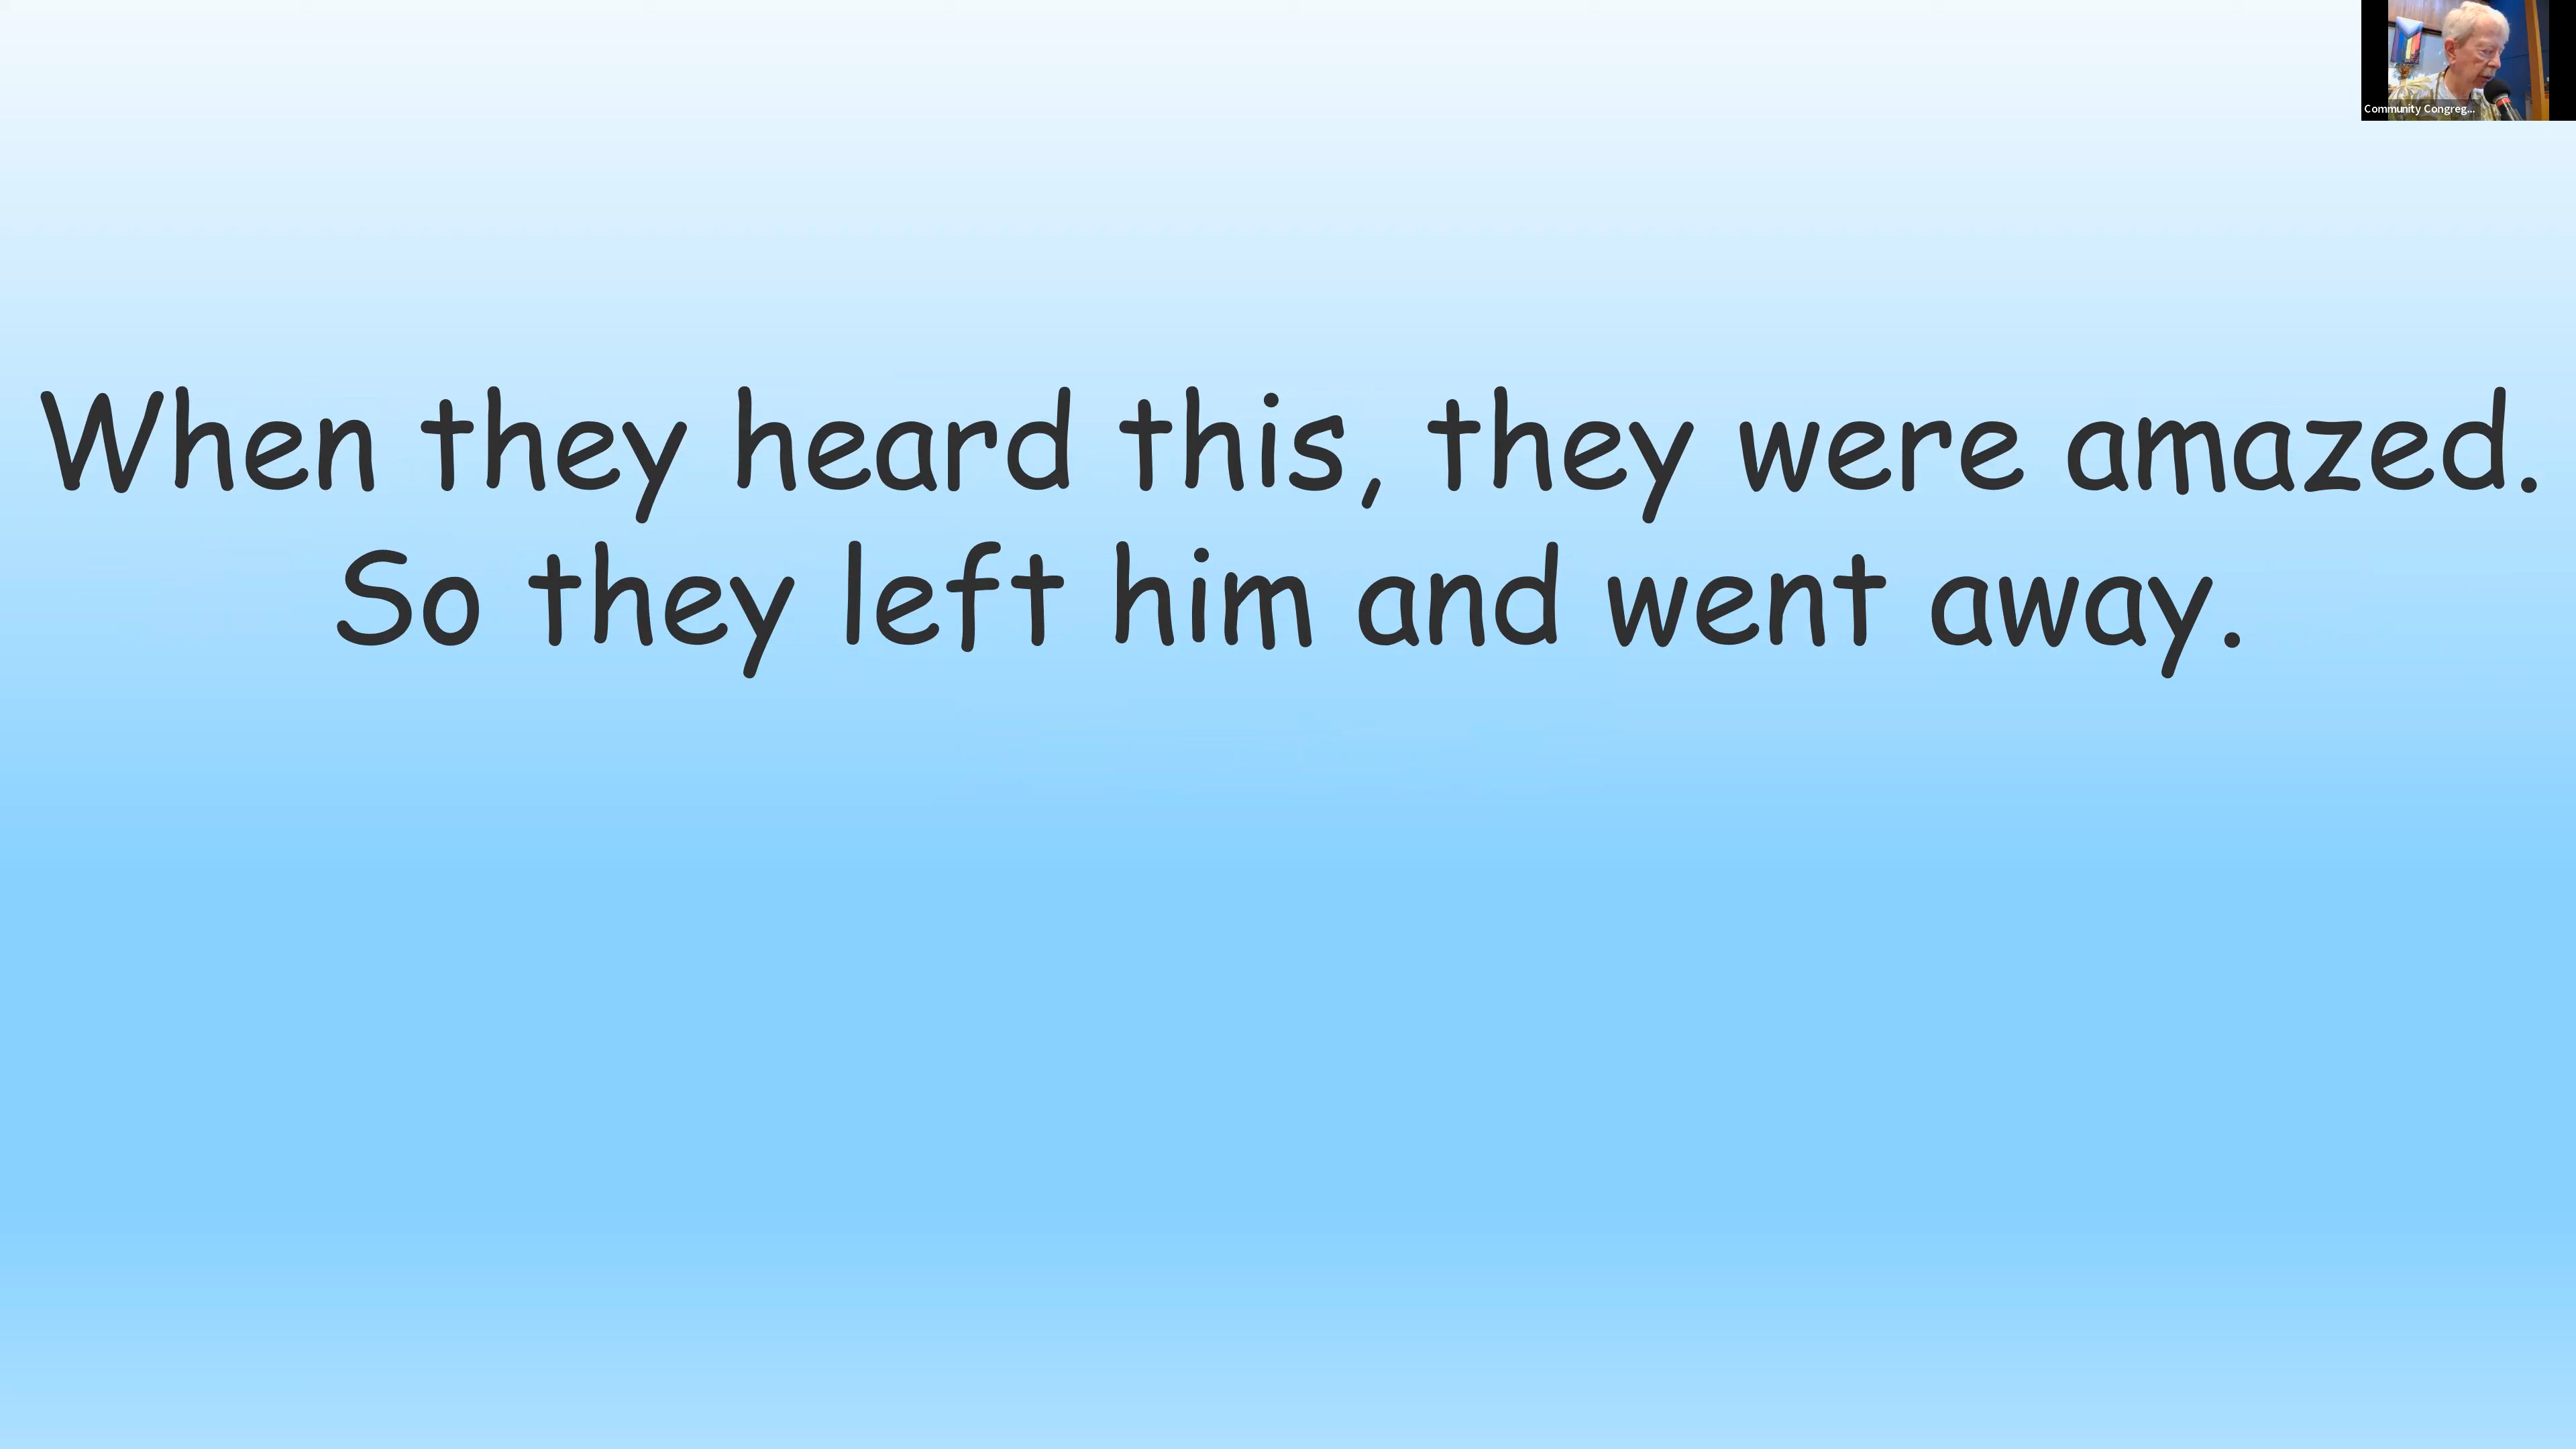 Community Congreg...
When they heard this, they were amazed.
So they left him and went away.